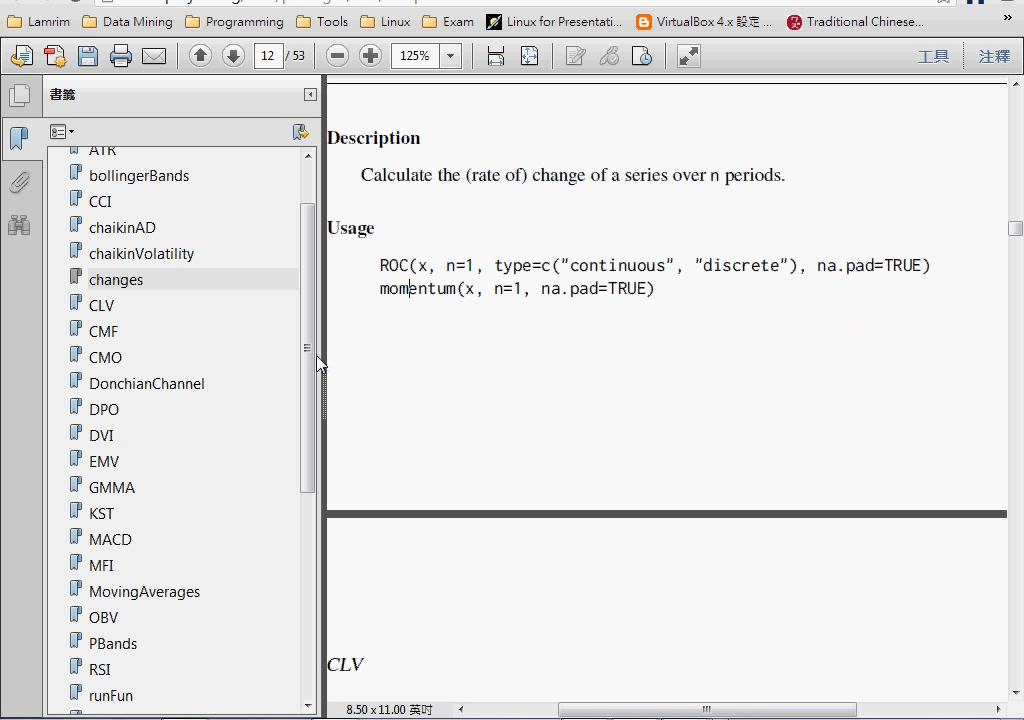 Lamrim Data Mining Programming Tools Linux Exam Linux for Presentati... VirtualBox 4.x 設定 ... Traditional Chinese... »
12 / 53 125% 工具 注釋
書籤
ATR
bollingerBands
CCI
chaikinAD
chaikinVolatility
changes
CLV
CMF
CMO
DonchianChannel
DPO
DVI
EMV
GMMA
KST
MACD
MFI
MovingAverages
OBV
PBands
RSI
runFun
Description
Calculate the (rate of) change of a series over n periods.
Usage
ROC(x, n=1, type=c("continuous", "discrete"), na.pad=TRUE)
momentum(x, n=1, na.pad=TRUE)
CLV
8.50 x 11.00 英吋